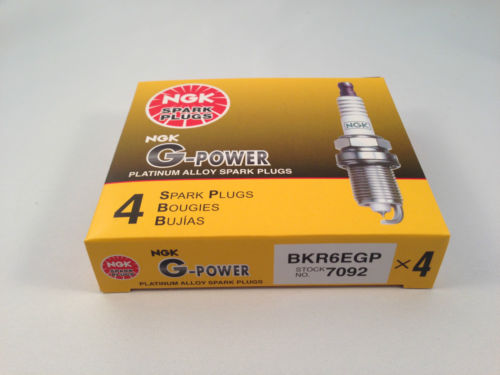 NGK
SPARK
PLUGS
NGK
G-POWER
PLATINUM ALLOY SPARK PLUGS
4 SPARK PLUGS
BOUGIES
BUJÍAS
NGK
NGK
SPARK
PLUGS
NGK
G-POWER
PLATINUM ALLOY SPARK PLUGS
BKR6EGP
STOCK NO. 7092
×4